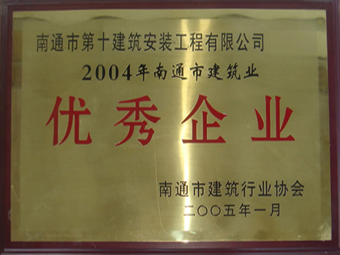 南通市第十建筑安装工程有限公司
2004年南通市建筑业
优秀企业
南通市建筑行业协会
二〇〇五年一月